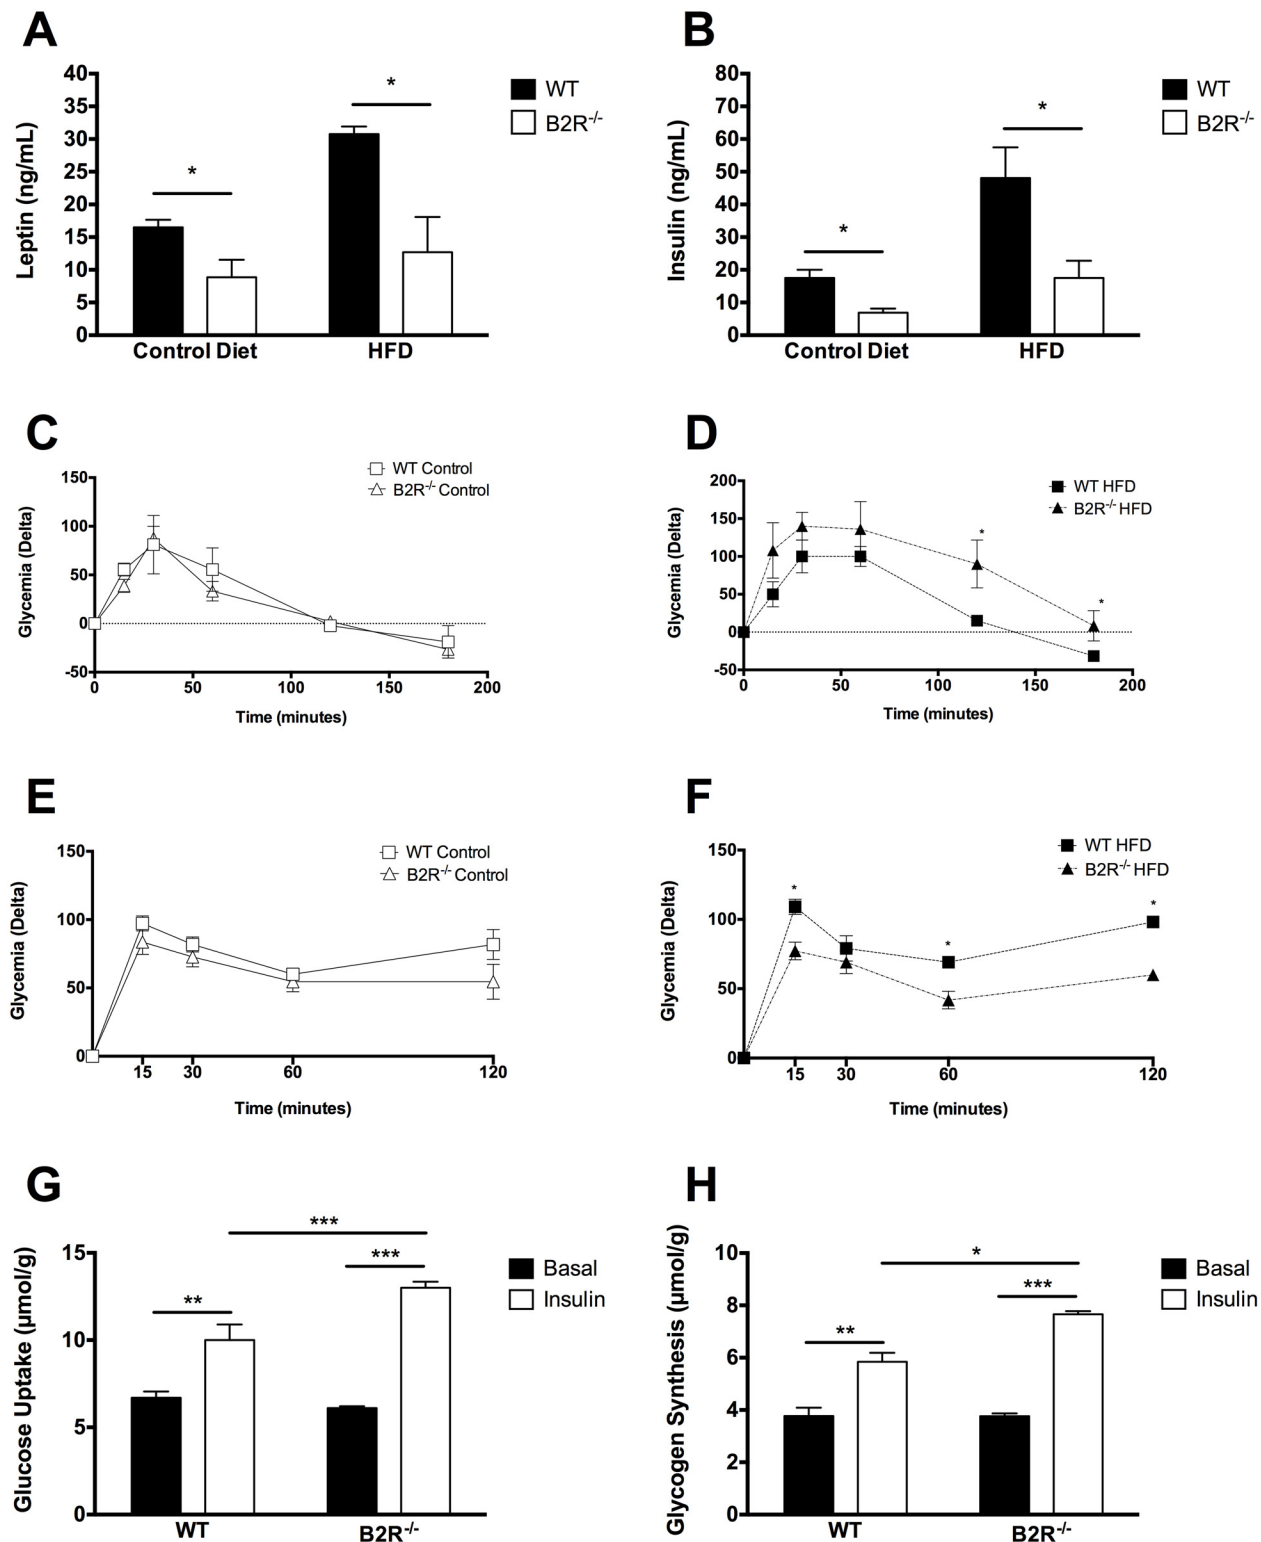 A
Leptin (ng/mL)
40
35
30
25
20
15
10
5
0
*
*
Control Diet
HFD
WT
B2R-/-
B
Insulin (ng/mL)
80
70
60
50
40
30
20
10
0
*
*
Control Diet
HFD
WT
B2R-/-
C
Glycemia (Delta)
150
100
50
0
-50
0
50
100
150
200
Time (minutes)
WT Control
B2R-/- Control
D
Glycemia (Delta)
200
150
100
50
0
-50
0
50
100
150
200
Time (minutes)
*
*
WT HFD
B2R-/- HFD
E
Glycemia (Delta)
150
100
50
0
15
30
60
120
Time (minutes)
WT Control
B2R-/- Control
F
Glycemia (Delta)
150
100
50
0
15
30
60
120
Time (minutes)
*
*
*
WT HFD
B2R-/- HFD
G
Glucose Uptake (µmol/g)
15
10
5
0
***
**
***
WT
B2R-/-
Basal
Insulin
H
Glycogen Synthesis (µmol/g)
10
8
6
4
2
0
*
**
***
WT
B2R-/-
Basal
Insulin